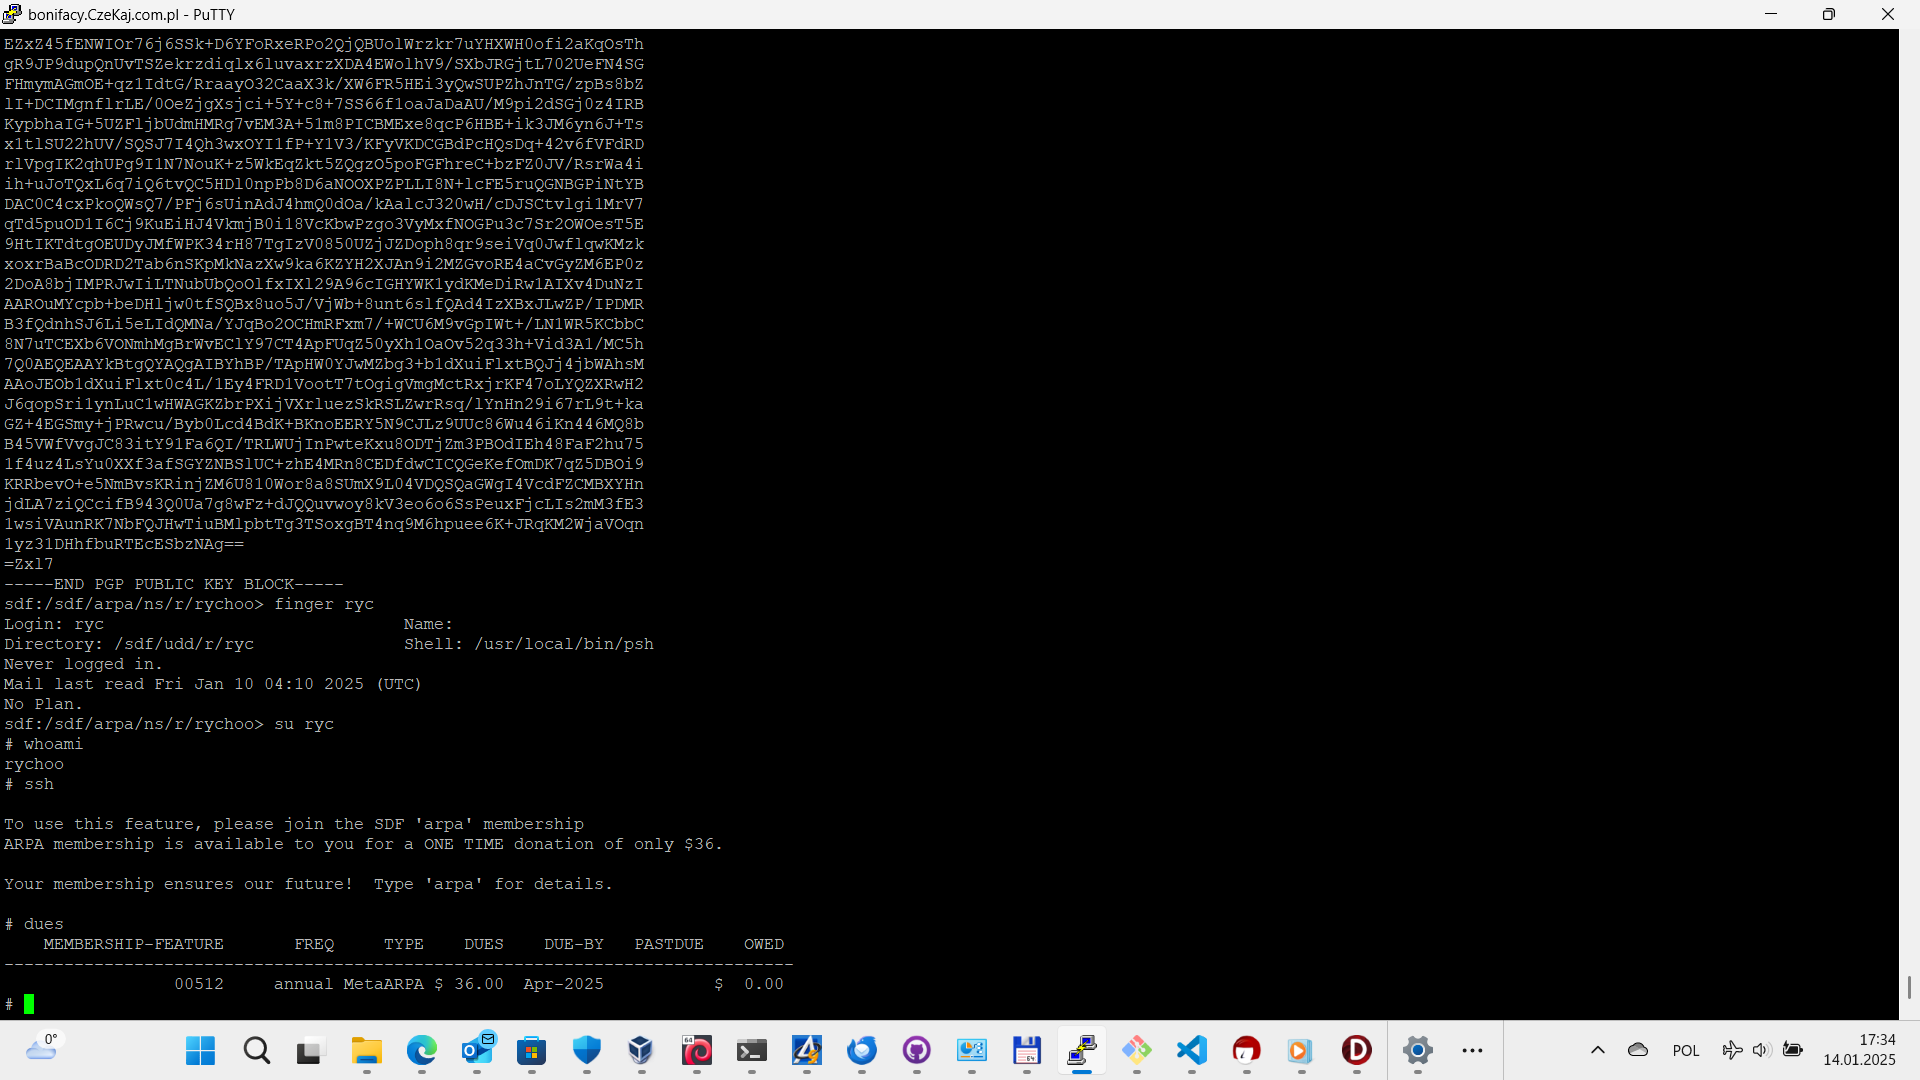 bonifacy.CzeKaj.com.pl - PuTTY
EZxZ45fENWIOr76j6SSk+D6YFoRxeRPo2QjQBUolWrzkr7uYHXWH0ofi2aKqOsTh
gR9JP9dupQnUvTSZekrzdiqlx6luvaxrzXDA4EWolhV9/SXbJRGjtL702UeFN4SG
FHmymAGmOE+qz1IdtG/RraayO32CaaX3k/XW6FR5HEi3yQwSUPZhJnTG/zpBs8bZ
lI+DCIMgnflrLE/0OeZjgXsjci+5Y+c8+7SS66f1oaJaDaAU/M9pi2dSGj0z4IRB
KypbhaIG+5UZFljbUdmHMRg7vEM3A+51m8PICBMExe8qcP6HBE+ik3JM6yn6J+Ts
x1tlSU22hUV/SQSJ7I4Qh3wxOYI1fP+Y1V3/KFyVKDCGBdPcHQsDq+42v6fVFdRD
rlVpgIK2qhUPg9I1N7NouK+z5WkEqZkt5ZQgzO5poFGFhreC+bzFZ0JV/RsrWa4i
ih+uJoTQxL6q7iQ6tvQC5HDl0npPb8D6aNOOXPZPLLI8N+lcFE5ruQGNBGPiNtYB
DAC0C4cxPkoQWsQ7/PFj6sUinAdJ4hmQ0dOa/kAalcJ320wH/cDJSCtvlgi1MrV7
qTd5puOD1I6Cj9KuEiHJ4VkmjB0i18VcKbwPzgo3VyMxfNOGPu3c7Sr2OWOesT5E
9HtIKTdtgOEUDyJMfWPK34rH87TgIzV0850UZjJZDoph8qr9seiVq0JwflqwKMzk
xoxrBaBcODRD2Tab6nSKpMkNazXw9ka6KZYH2XJAn9i2MZGvoRE4aCvGyZM6EP0z
2DoA8bjIMPRJwIiLTNubUbQoOlfxIXl29A96cIGHYWK1ydKMeDiRw1AIXv4DuNzI
AAROuMYcpb+beDHljw0tfSQBx8uo5J/VjWb+8unt6slfQAd4IzXBxJLwZP/IPDMR
B3fQdnhSJ6Li5eLIdQMNa/YJqBo2OCHmRFxm7/+WCU6M9vGpIWt+/LN1WR5KCbbC
8N7uTCEXb6VONmhMgBrWvEClY97CT4ApFUqZ50yXh1OaOv52q33h+Vid3A1/MC5h
7Q0AEQEAAYkBtgQYAQgAIBYhBP/TApHW0YJwMZbg3+b1dXuiFlxtBQJj4jbWAhsM
AAoJEOb1dXuiFlxt0c4L/1Ey4FRD1VootT7tOgigVmgMctRxjrKF47oLYQZXRwH2
J6qopSri1ynLuC1wHWAGKZbrPXijVXrluezSkRSLZwrRsq/lYnHn29i67rL9t+ka
GZ+4EGSmy+jPRwcu/Byb0Lcd4BdK+BKnoEERY5N9CJLz9UUc86Wu46iKn446MQ8b
B45VWfVvgJC83itY91Fa6QI/TRLWUjInPwteKxu8ODTjZm3PBOdIEh48FaF2hu75
1f4uz4LsYu0XXf3afSGYZNBSlUC+zhE4MRn8CEDfdwCICQGeKefOmDK7qZ5DBOi9
KRRbevO+e5NmBvsKRinjZM6U810Wor8a8SUmX9L04VDQSQaGWgI4VcdFZCMBXYHn
jdLA7ziQCcifB943Q0Ua7g8wFz+dJQQuvwoy8kV3eo6o6SsPeuxFjcLIs2mM3fE3
1wsiVAunRK7NbFQJHwTiuBMlpbtTg3TSoxgBT4nq9M6hpuee6K+JRqKM2WjaVOqn
1yz31DHhfbuRTEcESbzNAg==
=Zxl7
-----END PGP PUBLIC KEY BLOCK-----
sdf:/sdf/arpa/ns/r/rychoo> finger ryc
Login: ryc                              Name:
Directory: /sdf/udd/r/ryc               Shell: /usr/local/bin/psh
Never logged in.
Mail last read Fri Jan 10 04:10 2025 (UTC)
No Plan.
sdf:/sdf/arpa/ns/r/rychoo> su ryc
# whoami
rychoo
# ssh
To use this feature, please join the SDF 'arpa' membership
ARPA membership is available to you for a ONE TIME donation of only $36.
Your membership ensures our future!  Type 'arpa' for details.
# dues
MEMBERSHIP-FEATURE       FREQ     TYPE    DUES    DUE-BY   PASTDUE    OWED
-------------------------------------------------------------------------------
00512     annual MetaARPA $ 36.00  Apr-2025           $  0.00
#
0°
POL
17:34
14.01.2025